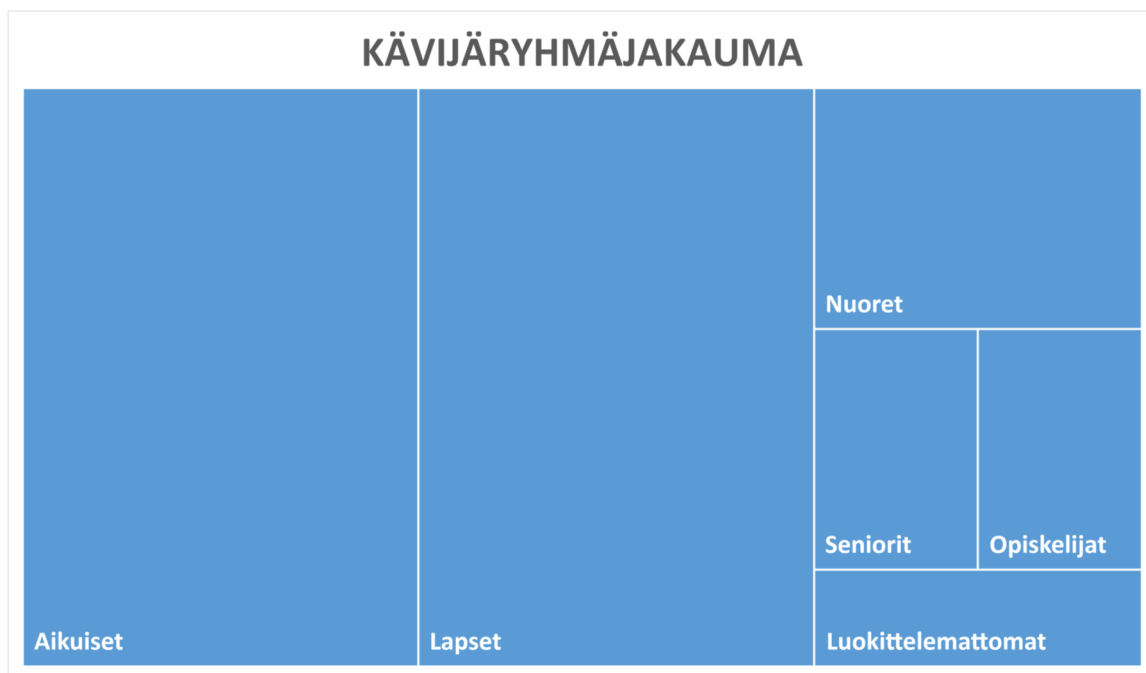 KÄVIJÄRYHMÄJAKAUMA
Aikuiset
Lapset
Nuoret
Seniorit
Opiskelijat
Luokittelemattomat